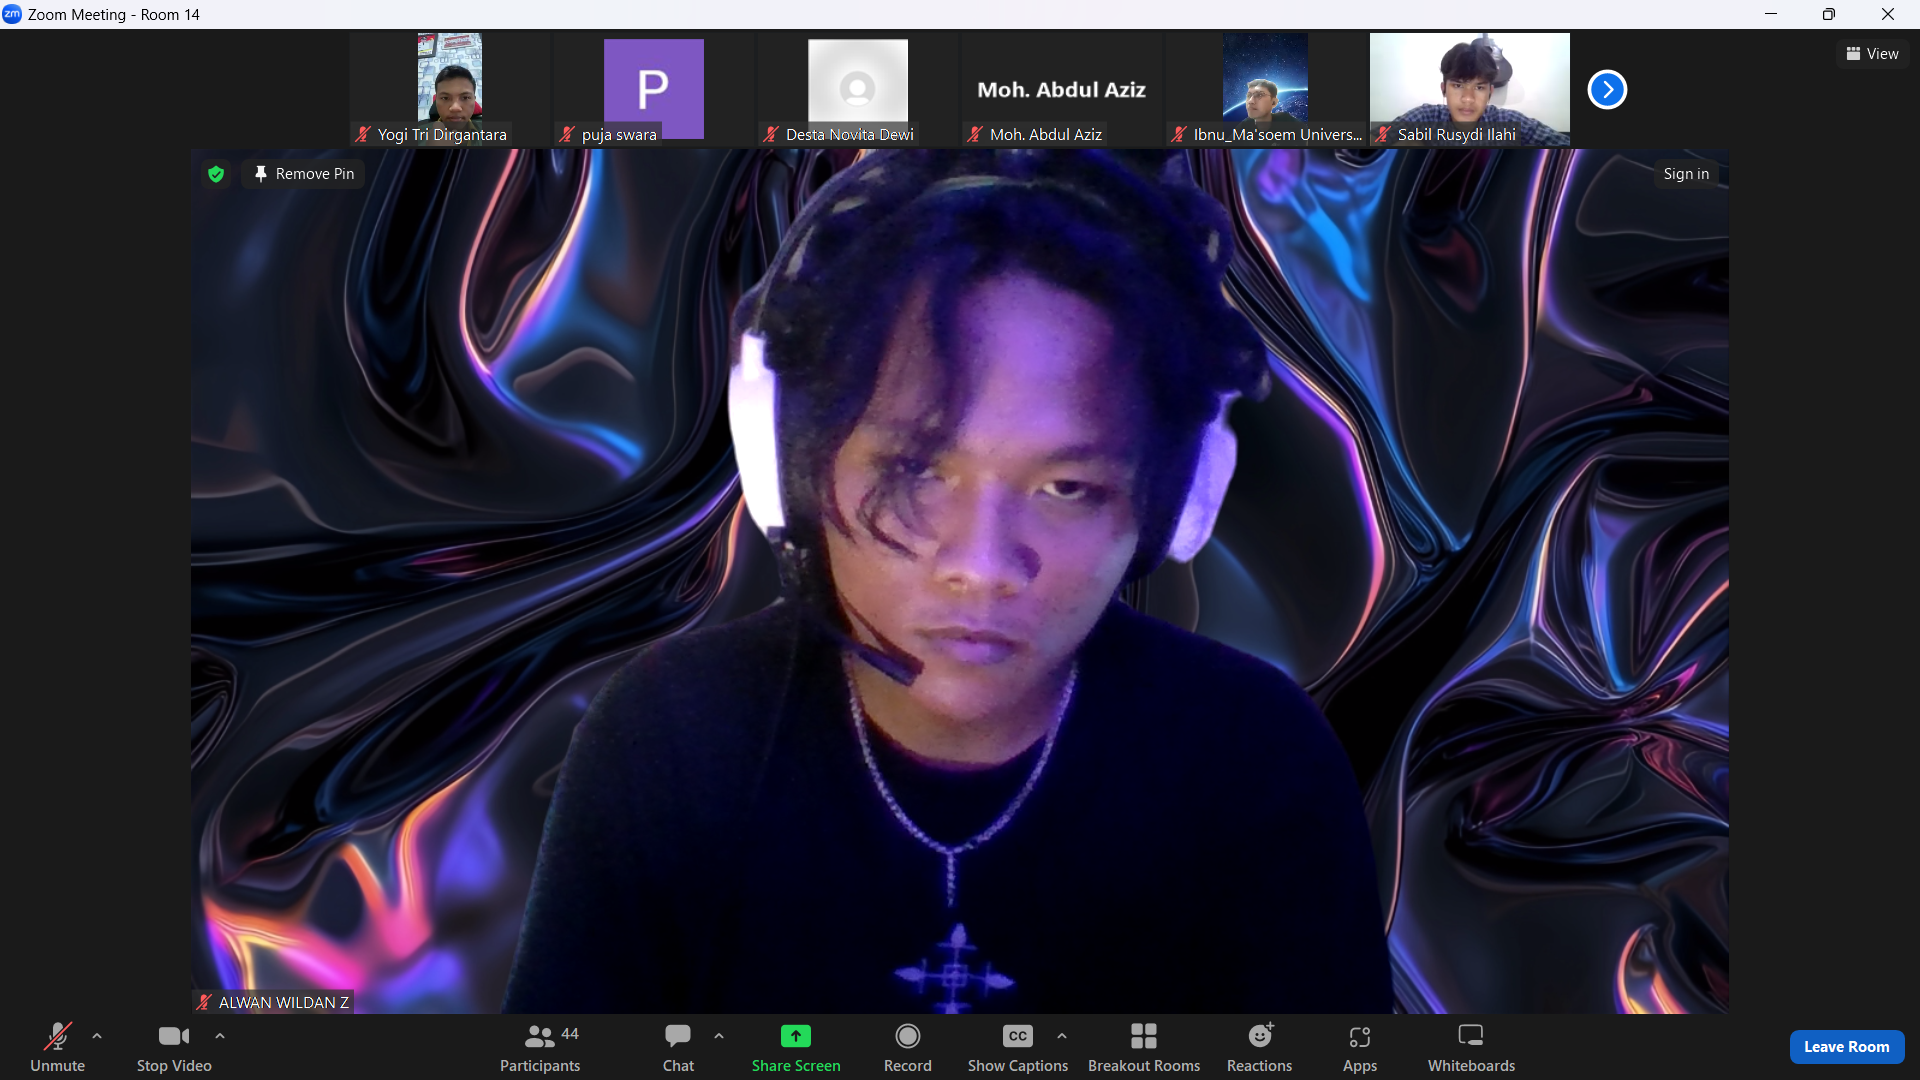 zm Zoom Meeting - Room 14
View
P
Moh. Abdul Aziz
Yogi Tri Dirgantara
puja swara
Desta Novita Dewi
Moh. Abdul Aziz
Ibnu_Ma'soem Univers...
Sabil Rusydi Ilahi
Remove Pin
Sign in
ALWAN WILDAN Z
44
CC
Unmute
Stop Video
Participants
Chat
Share Screen
Record
Show Captions
Breakout Rooms
Reactions
Apps
Whiteboards
Leave Room